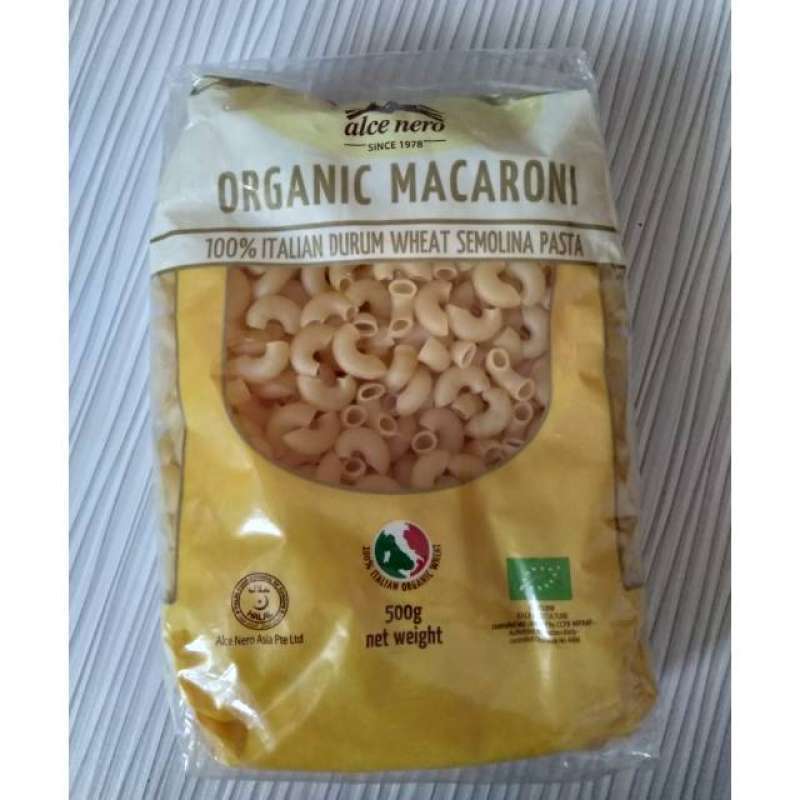 alce nero
SINCE 1978
ORGANIC MACARONI
100% ITALIAN DURUM WHEAT SEMOLINA PASTA
100% ITALIAN ORGANIC WHEAT
500g
net weight
HALAL
Alce Nero Asia Pte Ltd